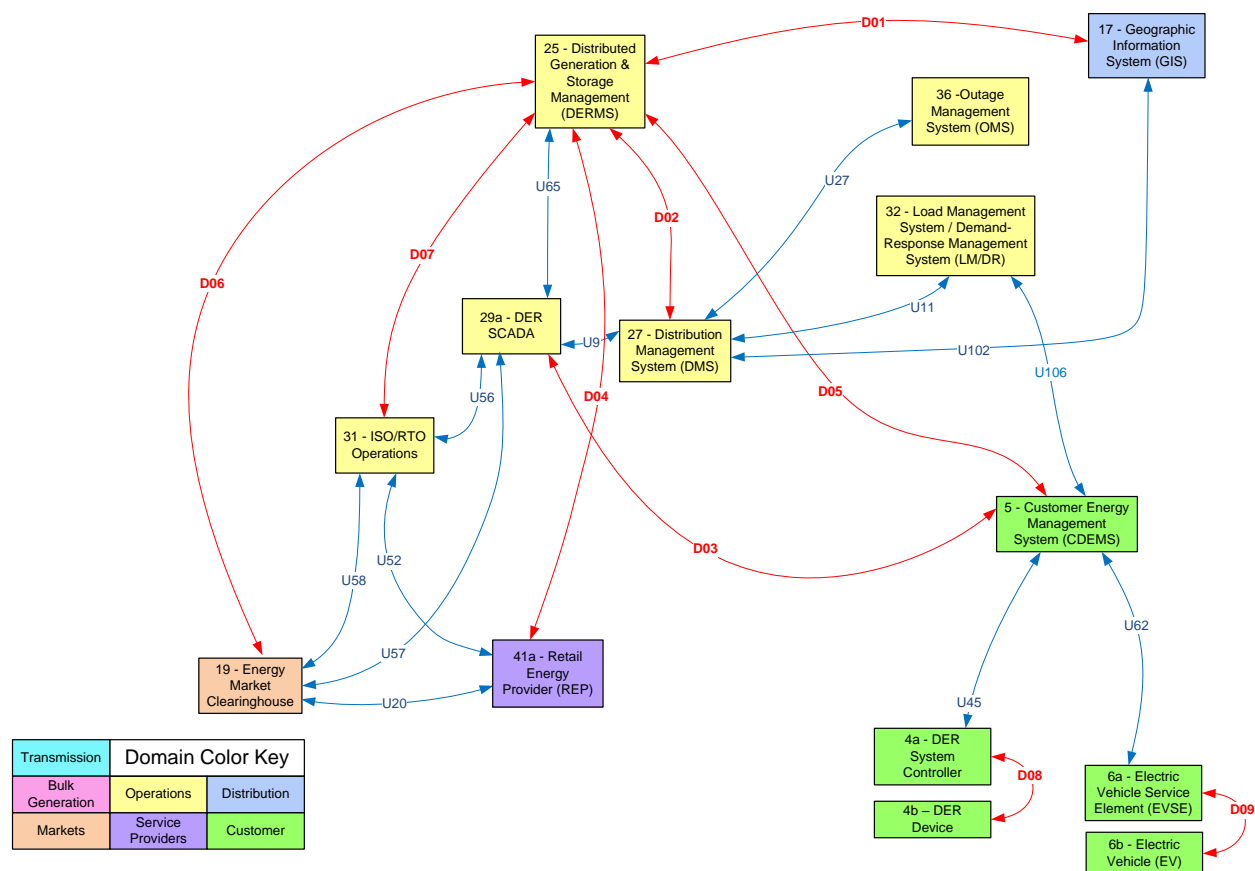 D01
17 - Geographic
Information
System (GIS)
25 - Distributed
Generation &
Storage
Management
(DERMS)
36 -Outage
Management
System (OMS)
U27
U65
32 - Load Management
System / Demand-
Response Management
System (LM/DR)
D02
D07
D06
29a - DER
SCADA
U9
27 - Distribution
Management
System (DMS)
U11
U102
U106
D05
D04
U56
31 - ISO/RTO
Operations
5 - Customer Energy
Management
System (CDEMS)
D03
U52
U58
U57
U62
19 - Energy
Market
Clearinghouse
U20
41a - Retail
Energy
Provider (REP)
U45
4a - DER
System
Controller
D08
4b – DER
Device
6a - Electric
Vehicle Service
Element (EVSE)
D09
6b - Electric
Vehicle (EV)
Transmission
Domain Color Key
Bulk
Generation
Operations
Distribution
Markets
Service
Providers
Customer